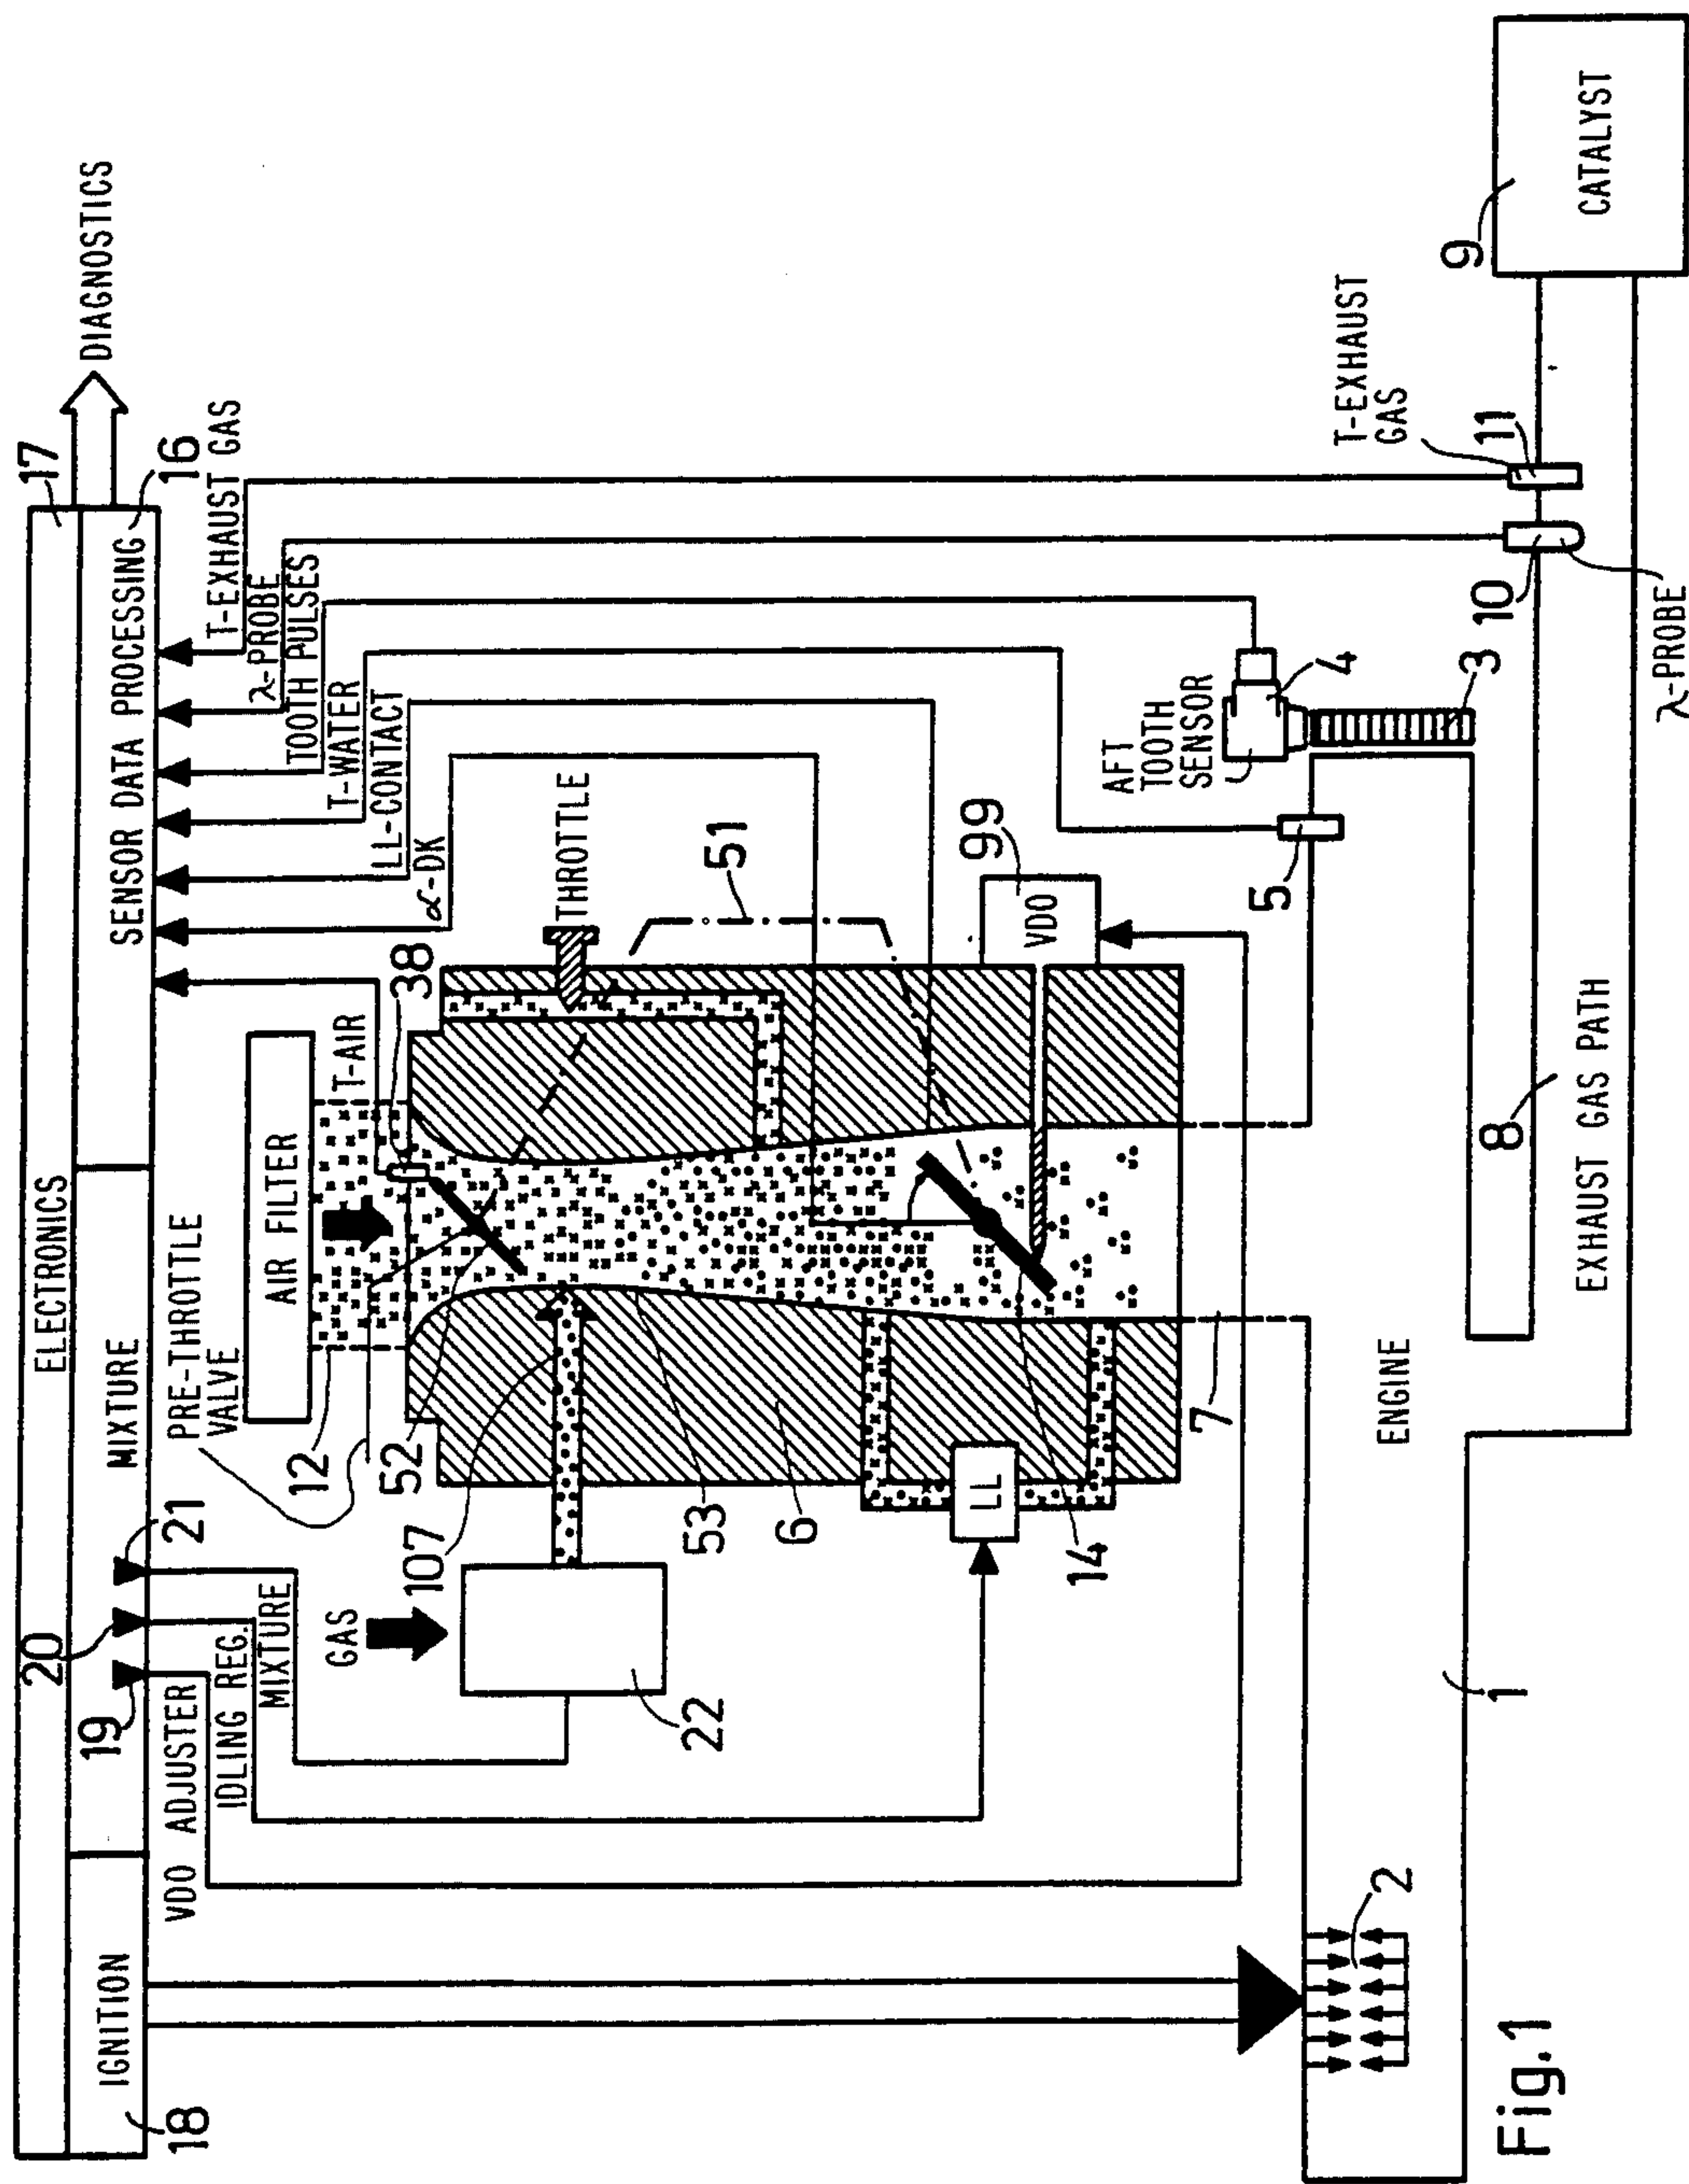 ELECTRONICS
17
DIAGNOSTICS
18
IGNITION
19
20
21
MIXTURE
SENSOR DATA PROCESSING
16
VDO ADJUSTER
IDLING REG.
MIXTURE
PRE-THROTTLE
VALVE
AIR FILTER
T-AIR
38
α-DK
LL-CONTACT
T-WATER
TOOTH PULSES
λ-PROBE
T-EXHAUST GAS
12
52
GAS
107
22
53
6
THROTTLE
51
LL
14
7
VDO
99
5
AFT
TOOTH
SENSOR
4
3
T-EXHAUST
GAS
11
10
λ-PROBE
9
CATALYST
ENGINE
8
EXHAUST GAS PATH
2
1
Fig.1